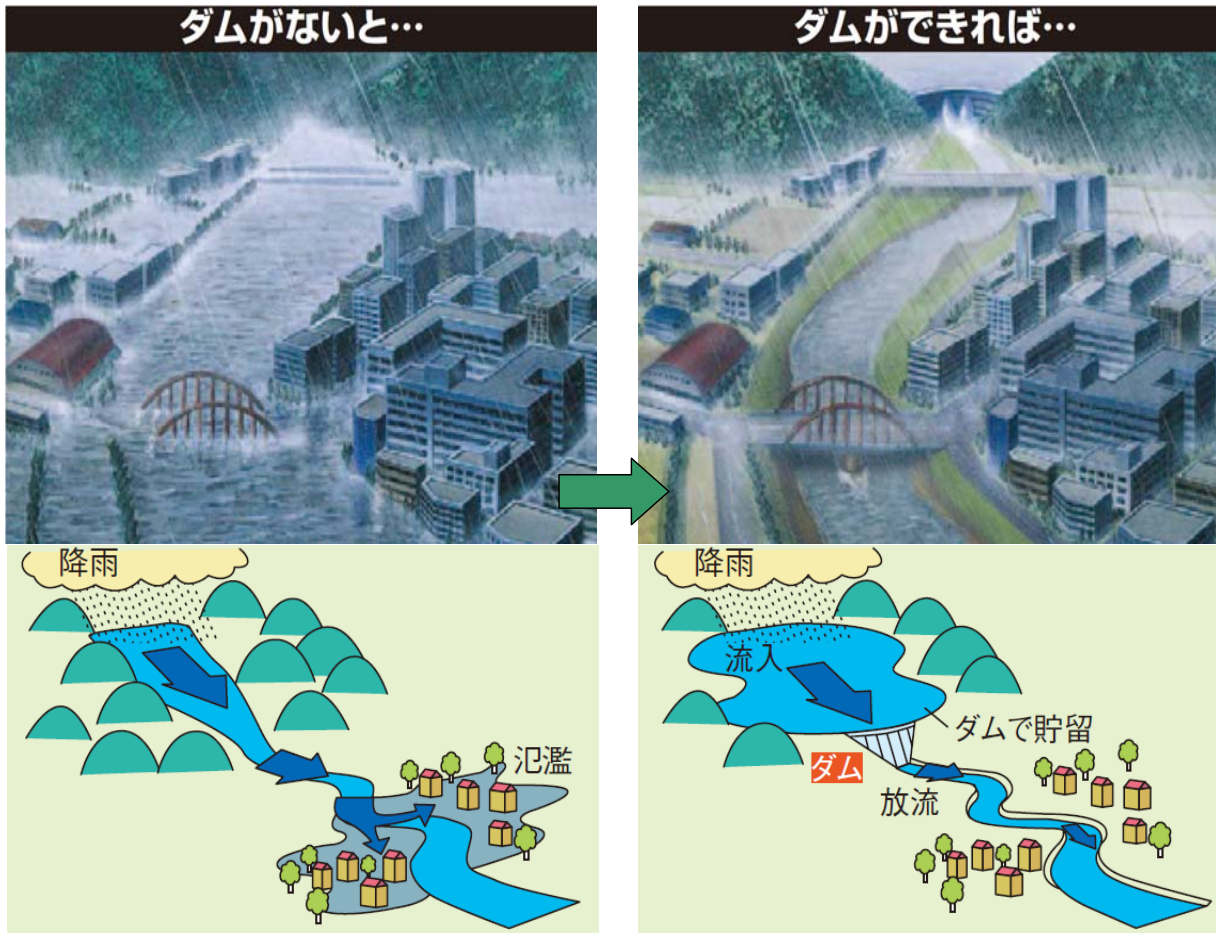 ダムがないと…
ダムができれば…
降雨
氾濫
降雨
流入
ダムで貯留
ダム
放流